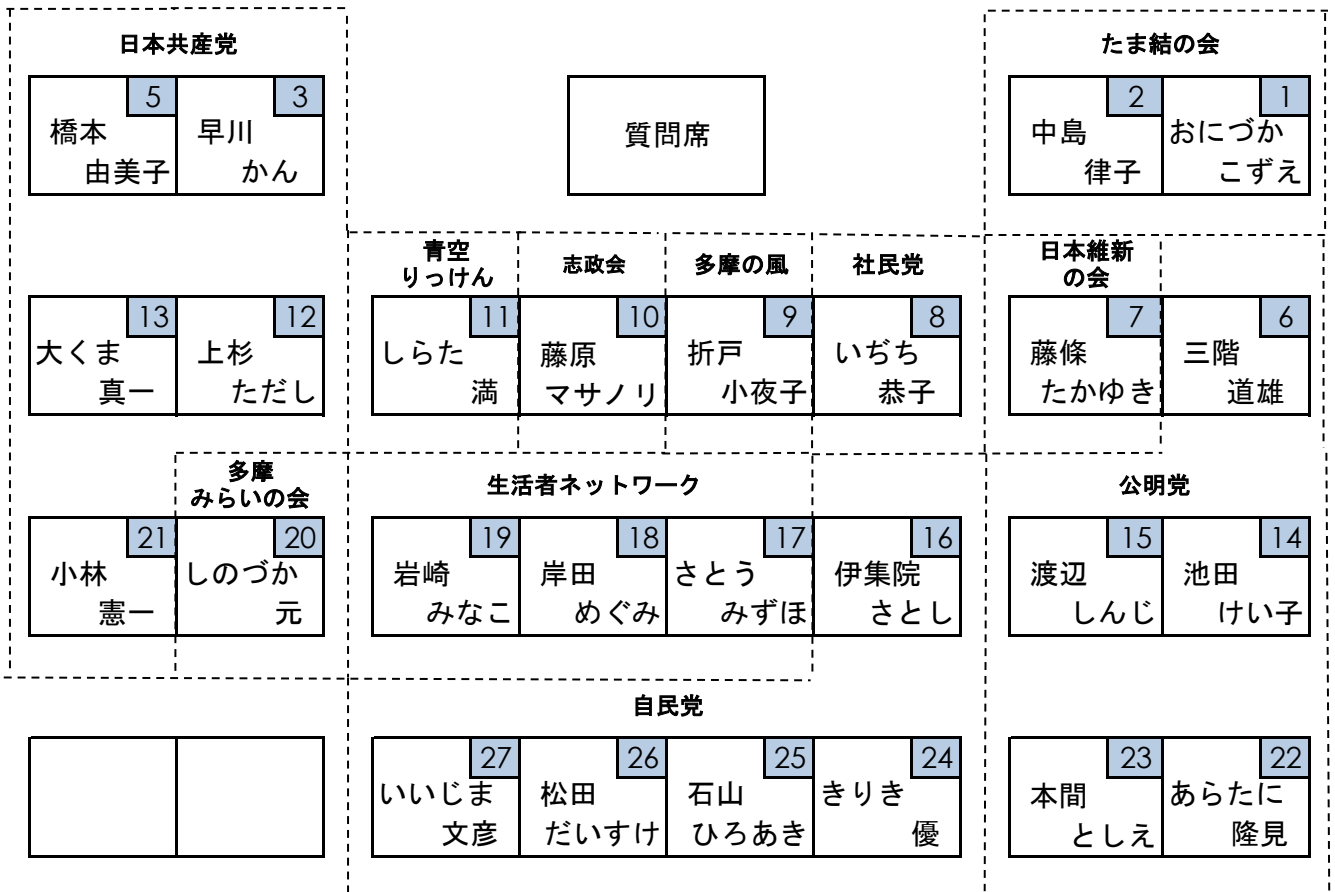 日本共産党
たま結の会
5
橋本
由美子
3
早川
かん
質問席
2
中島
律子
1
おにづか
こずえ
青空
りっけん
志政会
多摩の風
社民党
日本維新
の会
13
大くま
真一
12
上杉
ただし
11
しらた
満
10
藤原
マサノリ
9
折戸
小夜子
8
いぢち
恭子
7
藤條
たかゆき
6
三階
道雄
多摩
みらいの会
生活者ネットワーク
公明党
21
小林
憲一
20
しのづか
元
19
岩崎
みなこ
18
岸田
めぐみ
17
さとう
みずほ
16
伊集院
さとし
15
渡辺
しんじ
14
池田
けい子
自民党
27
いいじま
文彦
26
松田
だいすけ
25
石山
ひろあき
24
きりき
優
23
本間
としえ
22
あらたに
隆見